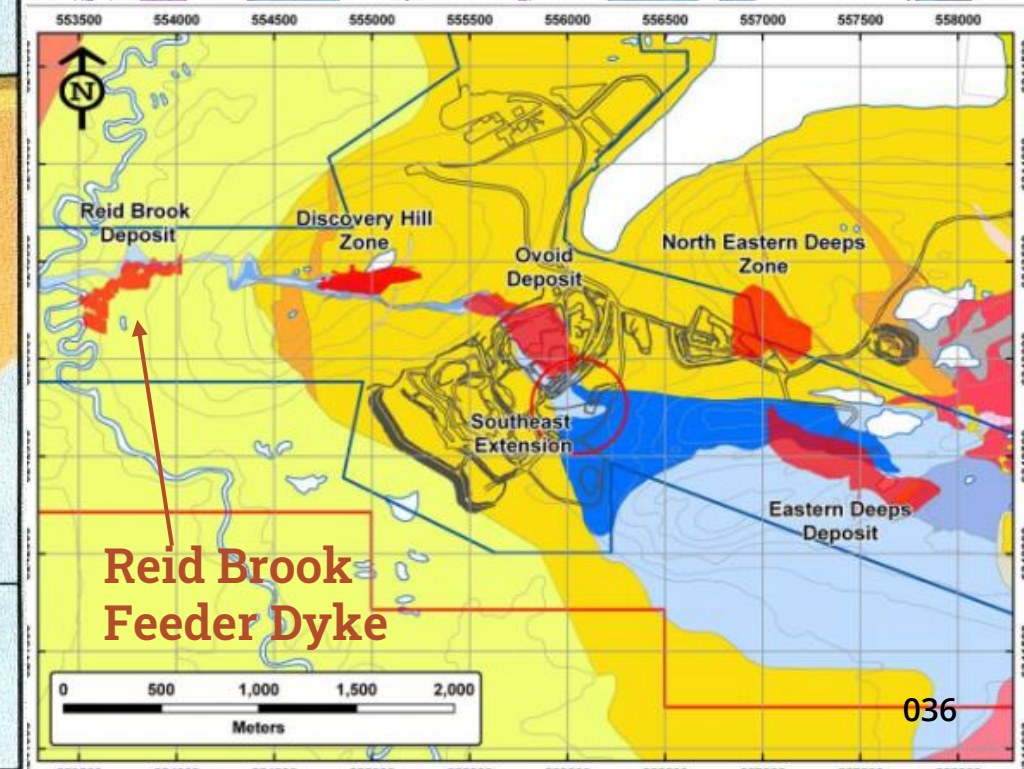 553500 554000 554500 555000 555500 556000 556500 557000 557500 558000
N
Reid Brook
Deposit
Discovery Hill
Zone
Ovoid
Deposit
North Eastern Deeps
Zone
Southeast
Extension
Eastern Deeps
Deposit
Reid Brook
Feeder Dyke
0 500 1,000 1,500 2,000
Meters
036